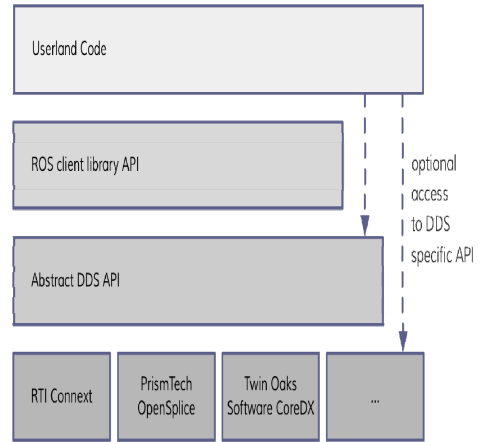 Userland Code
ROS client library API
optional
access
to DDS
specific API
Abstract DDS API
RTI Connext
PrismTech
OpenSplice
Twin Oaks
Software CoreDX
...